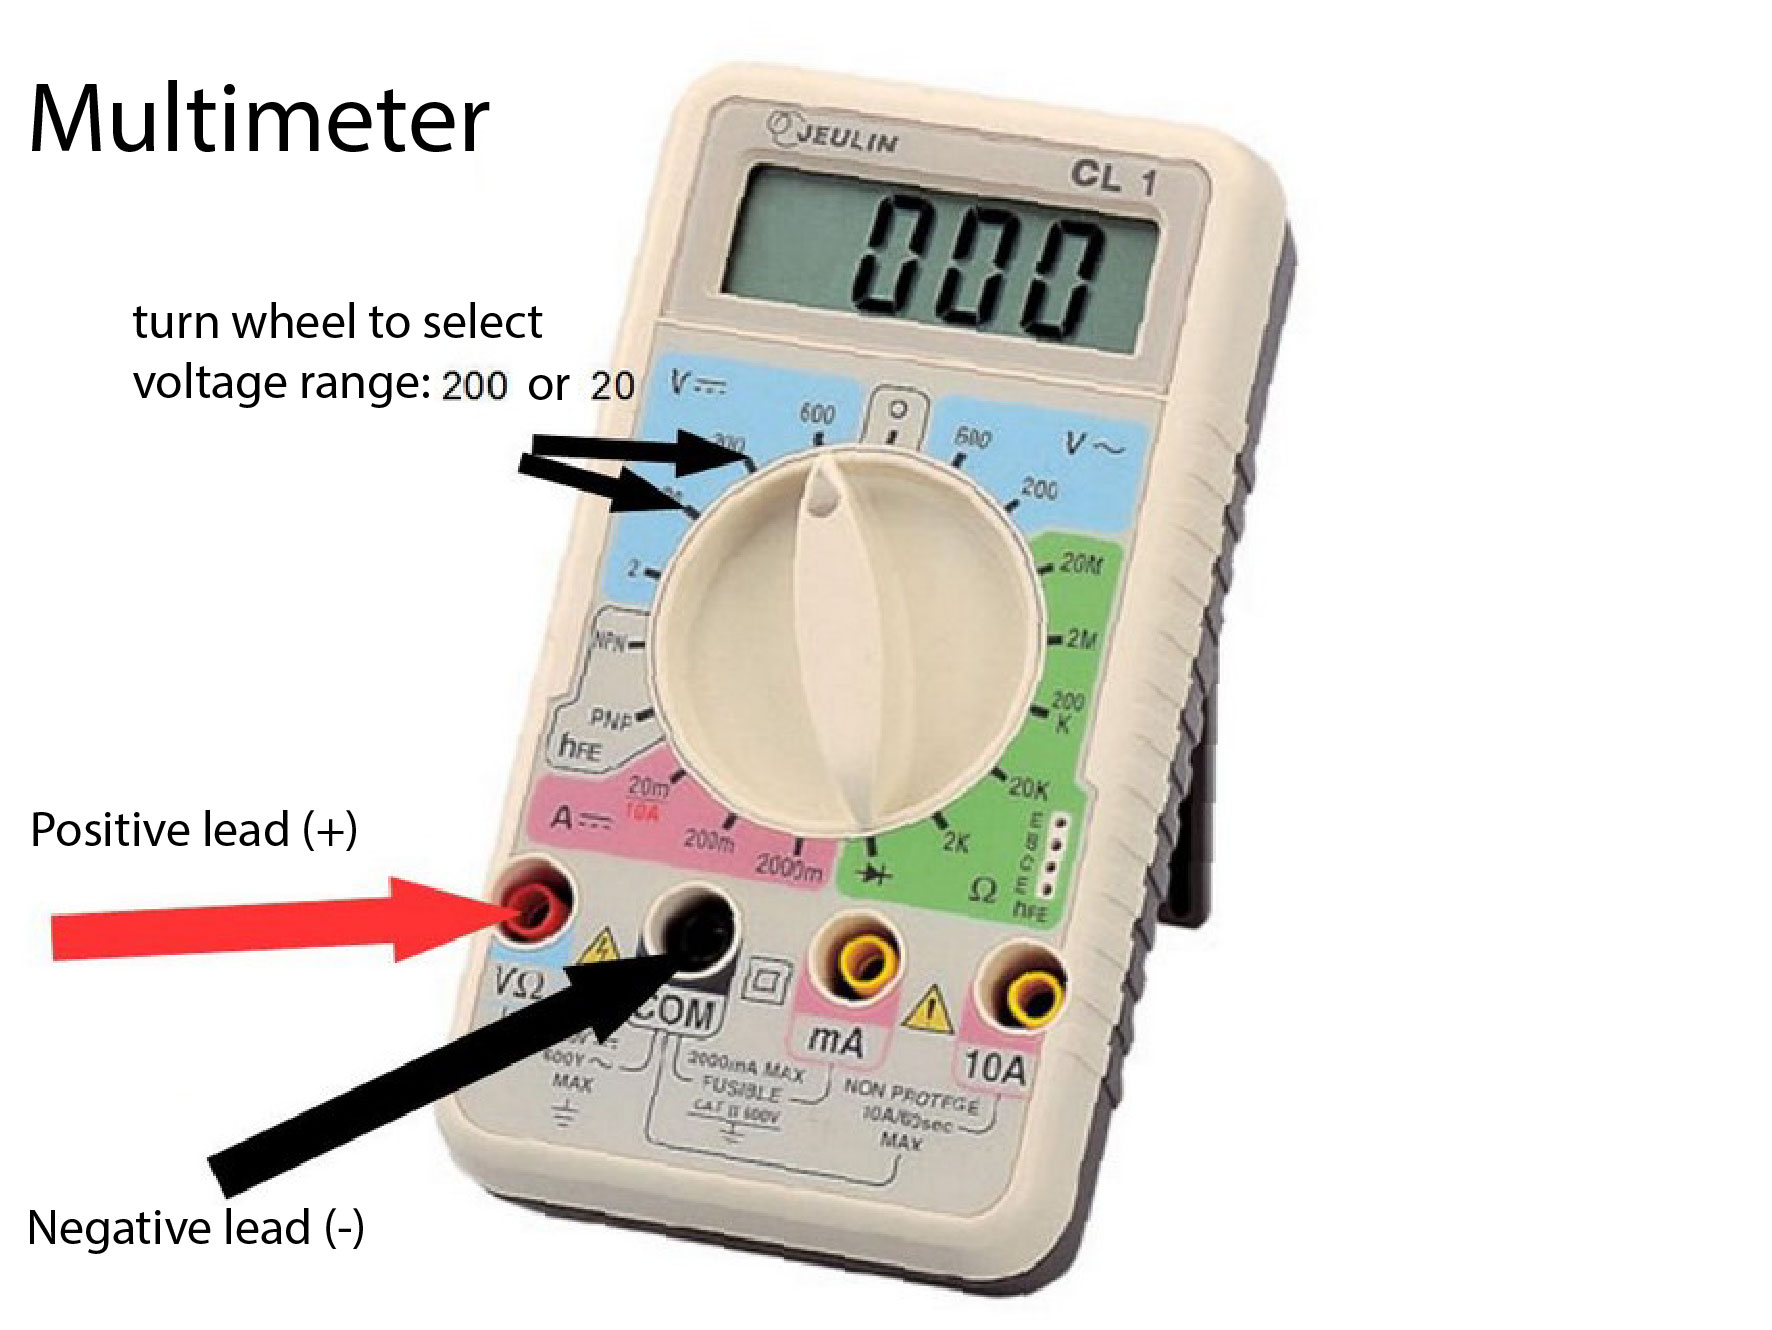 Multimeter
JEULIN
CL 1
000
turn wheel to select
voltage range: 200 or 20
V
600
600
V~
200
200
20
2
20M
NPN
2M
PNP
200
K
hFE
20m
10A
20K
A
200m
2000m
2K
E
B
C
E
hFE
Ω
Positive lead (+)
VΩ
COM
mA
10A
600V~
MAX
2000mA MAX
FUSIBLE
CAT II 600V
NON PROTEGE
10A/60sec
MAX
Negative lead (-)